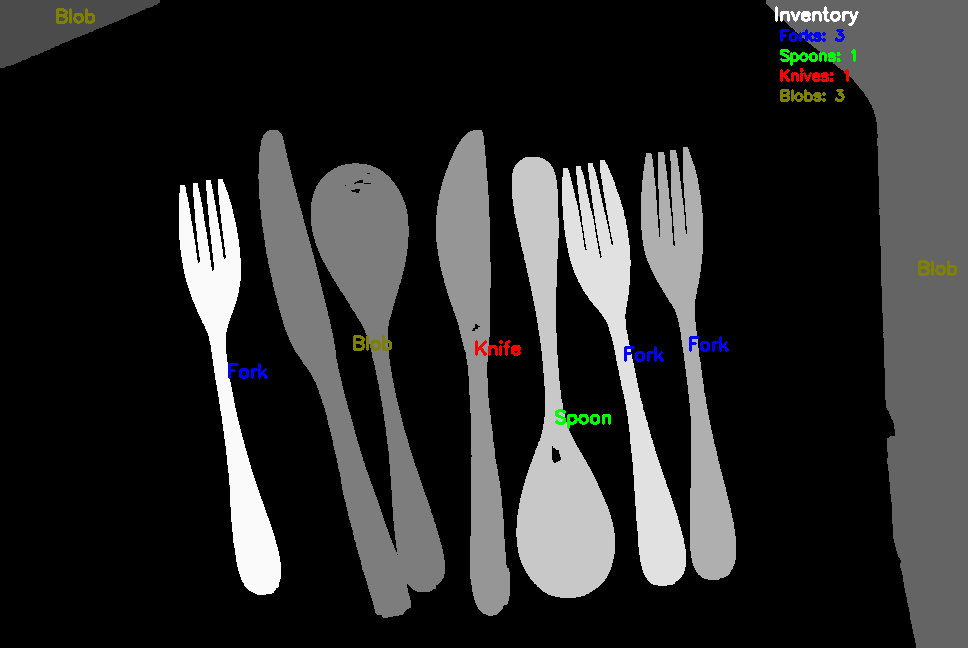 Blob
Inventory
Forks: 3
Spoons: 1
Knives: 1
Blobs: 3
Blob
Blob
Knife
Fork
Fork
Fork
Spoon